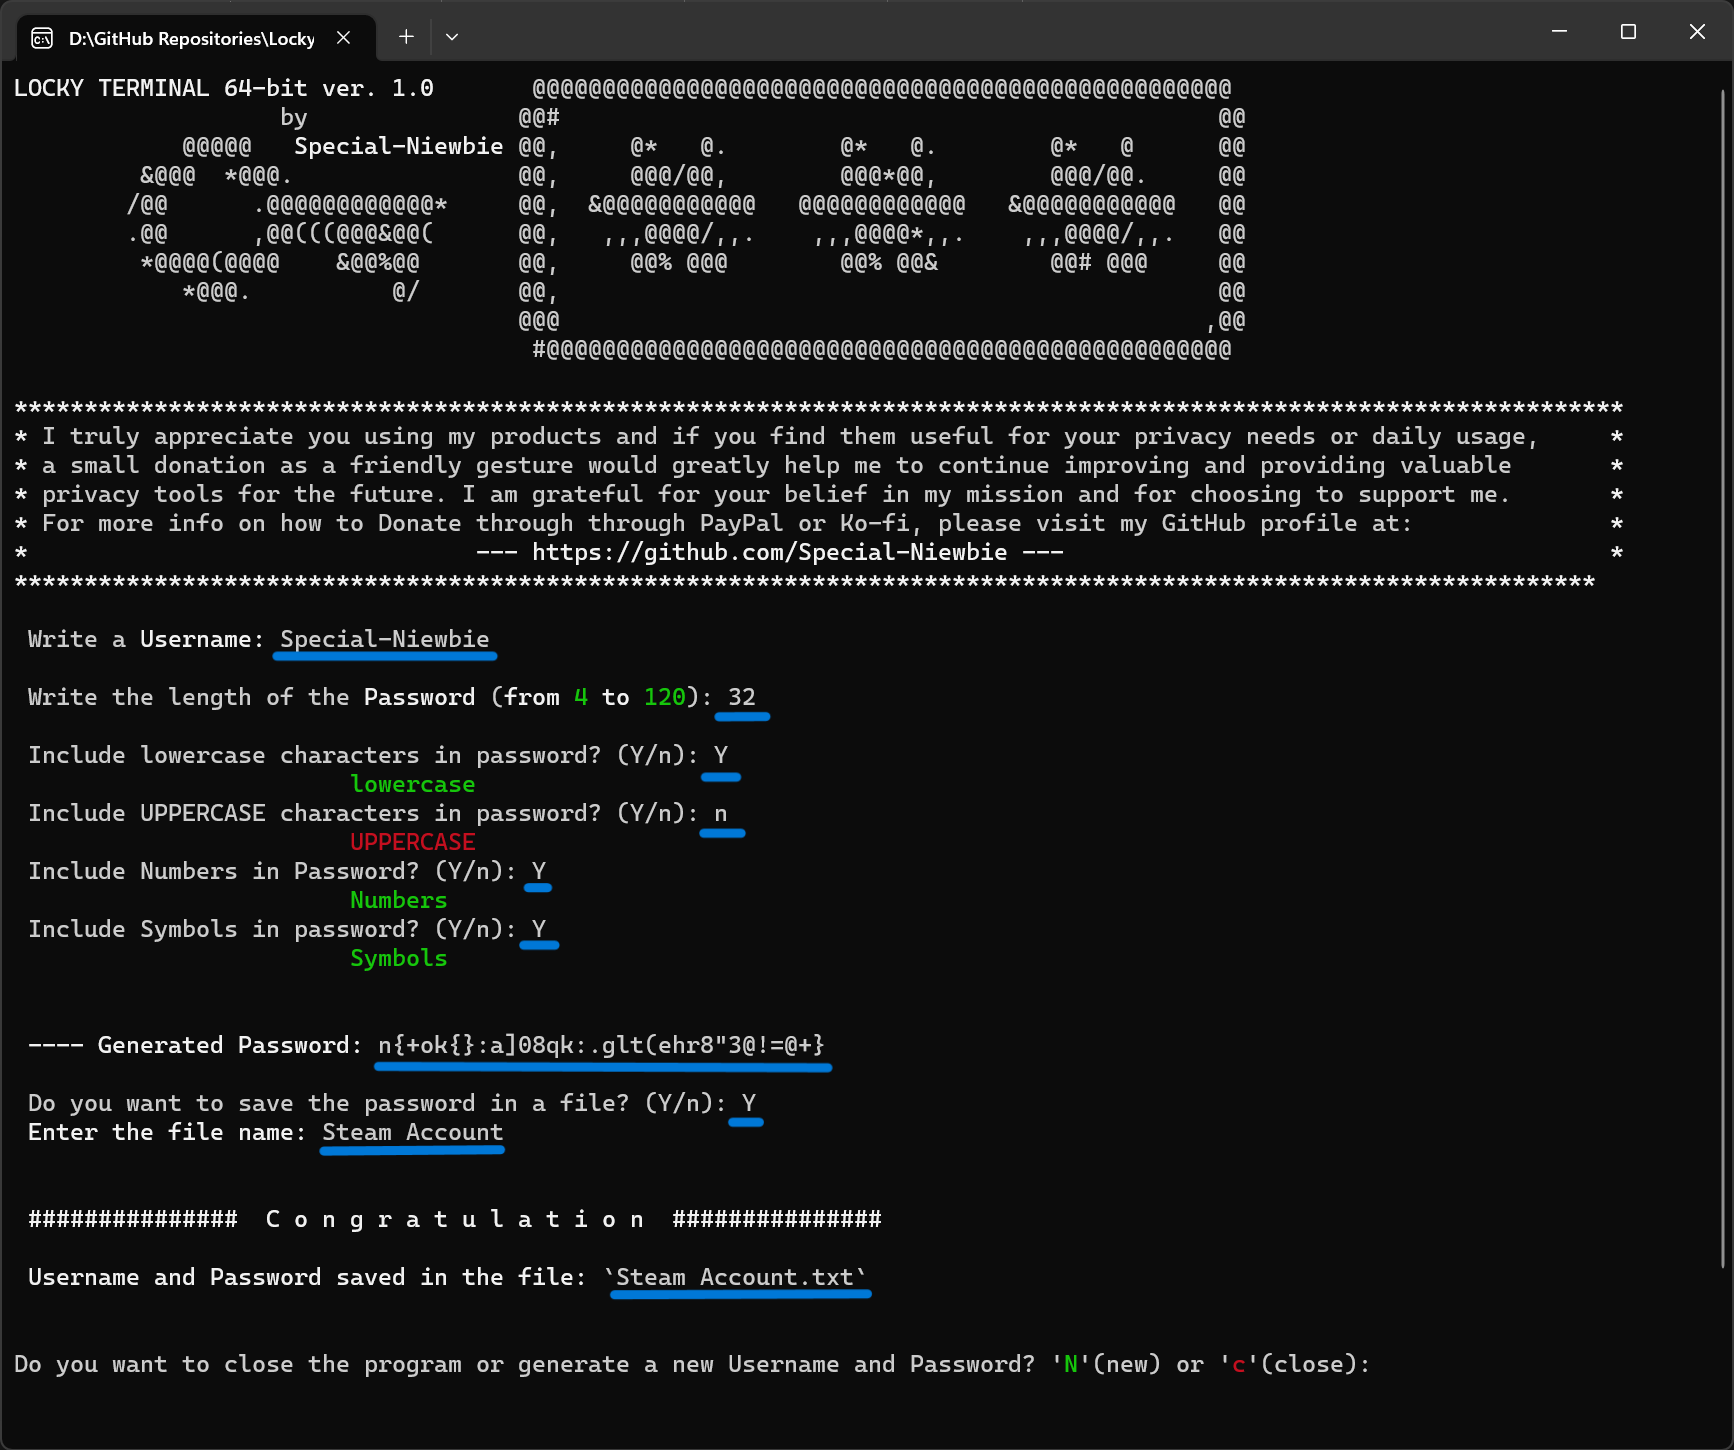 D:\GitHub Repositories\Locky
LOCKY TERMINAL 64-bit ver. 1.0       @@@@@@@@@@@@@@@@@@@@@@@@@@@@@@@@@@@@@@@@@@@@@@@@@@
                   by               @@#                                               @@
            @@@@@   Special-Niewbie @@,     @*   @.        @*   @.        @*   @      @@
         &@@@  *@@@.                @@,     @@@/@@,        @@@*@@,        @@@/@@.     @@
        /@@      .@@@@@@@@@@@@*     @@,  &@@@@@@@@@@@   @@@@@@@@@@@@   &@@@@@@@@@@@   @@
        .@@      ,@@(((@@@&@@(      @@,   ,,,@@@@/,,.    ,,,@@@@*,,.    ,,,@@@@/,,.   @@
         *@@@@(@@@@    &@@%@@       @@,     @@% @@@        @@% @@&        @@# @@@     @@
            *@@@.          @/       @@,                                               @@
                                    @@@                                              ,@@
                                     #@@@@@@@@@@@@@@@@@@@@@@@@@@@@@@@@@@@@@@@@@@@@@@@@@
*******************************************************************************************************************
* I truly appreciate you using my products and if you find them useful for your privacy needs or daily usage,     *
* a small donation as a friendly gesture would greatly help me to continue improving and providing valuable       *
* privacy tools for the future. I am grateful for your belief in my mission and for choosing to support me.       *
* For more info on how to Donate through through PayPal or Ko-fi, please visit my GitHub profile at:              *
*                                --- https://github.com/Special-Niewbie ---                                       *
*****************************************************************************************************************
Write a Username: Special-Niewbie
Write the length of the Password (from 4 to 120): 32
Include lowercase characters in password? (Y/n): Y
lowercase
Include UPPERCASE characters in password? (Y/n): n
UPPERCASE
Include Numbers in Password? (Y/n): Y
Numbers
Include Symbols in password? (Y/n): Y
Symbols
---- Generated Password: n{+ok{}:a]08qk:.glt(ehr8"3@!=@+}
Do you want to save the password in a file? (Y/n): Y
Enter the file name: Steam Account
###############  C o n g r a t u l a t i o n  ###############
Username and Password saved in the file: `Steam Account.txt`
Do you want to close the program or generate a new Username and Password? 'N'(new) or 'c'(close):